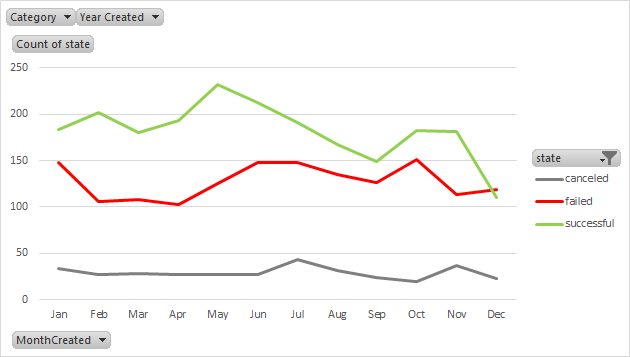 Category Year Created
Count of state
250
200
150
100
50
0
Jan Feb Mar Apr May Jun Jul Aug Sep Oct Nov Dec
state
canceled
failed
successful
MonthCreated